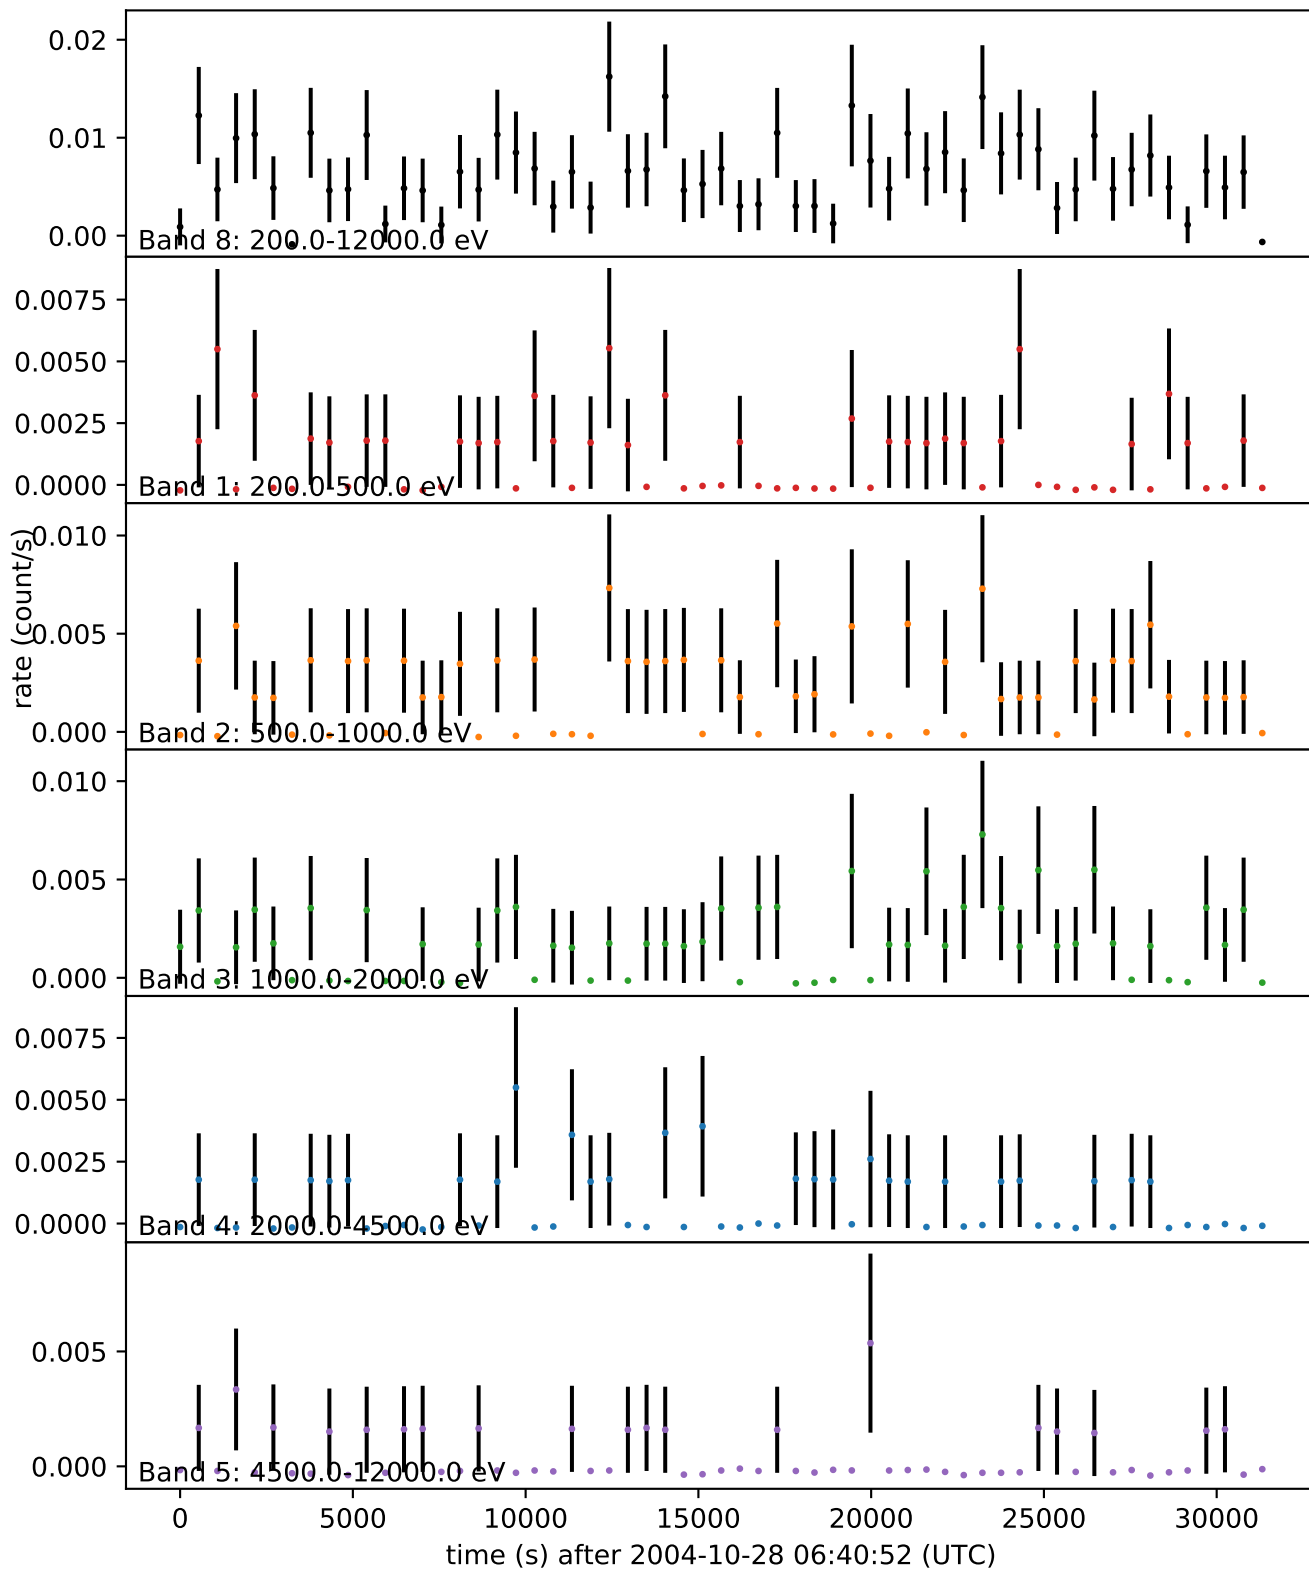 0.02
0.01
0.00
Band 8: 200.0-12000.0 eV
0.0075
0.0050
0.0025
0.0000
Band 1: 200.0-500.0 eV
rate (count/s)
0.010
0.005
0.000
Band 2: 500.0-1000.0 eV
0.010
0.005
0.000
Band 3: 1000.0-2000.0 eV
0.0075
0.0050
0.0025
0.0000
Band 4: 2000.0-4500.0 eV
0.005
0.000
Band 5: 4500.0-12000.0 eV
0 5000 10000 15000 20000 25000 30000
time (s) after 2004-10-28 06:40:52 (UTC)